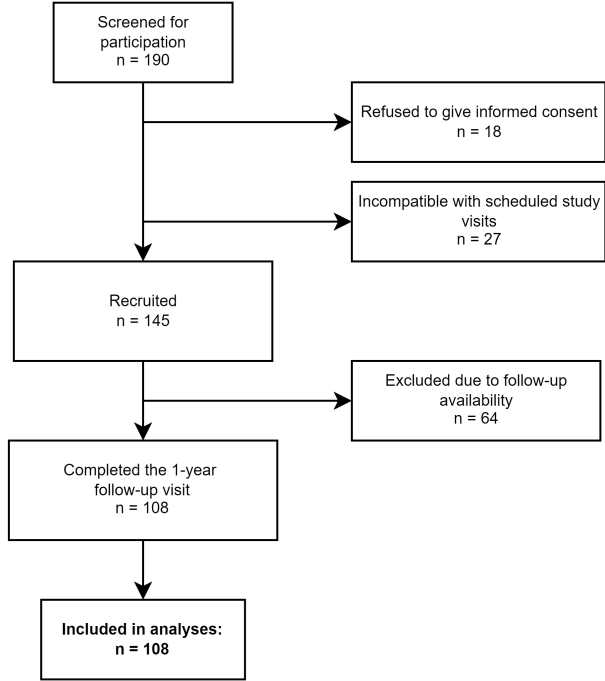 Screened for
participation
n = 190
Refused to give informed consent
n = 18
Incompatible with scheduled study
visits
n = 27
Recruited
n = 145
Excluded due to follow-up
availability
n = 64
Completed the 1-year
follow-up visit
n = 108
Included in analyses:
n = 108